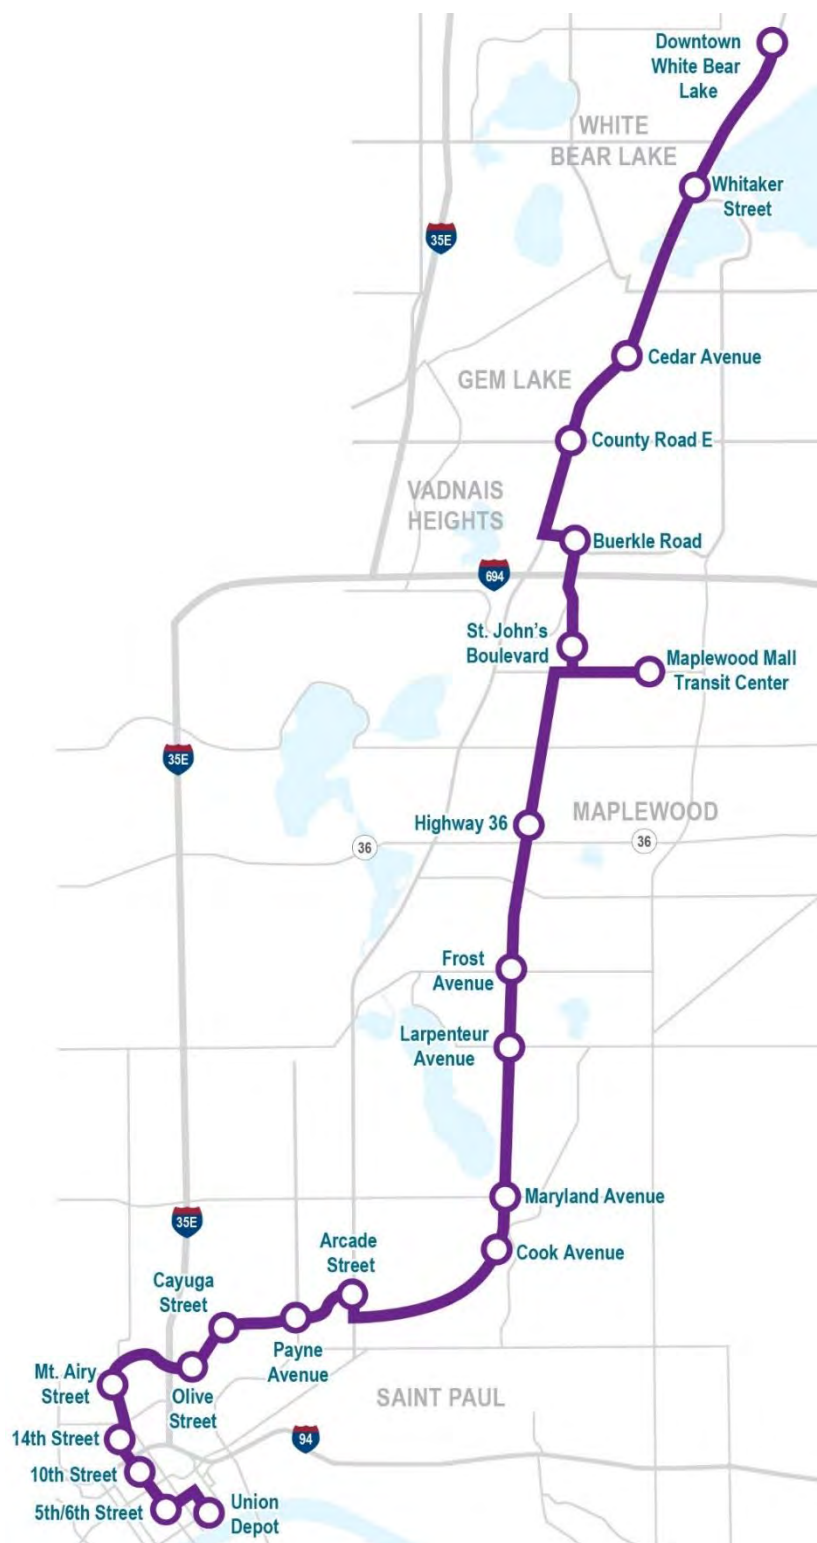 Downtown
White Bear
Lake
WHITE
BEAR LAKE
Whitaker
Street
35E
Cedar Avenue
GEM LAKE
County Road E
VADNAIS
HEIGHTS
Buerkle Road
694
St. John's
Boulevard
Maplewood Mall
Transit Center
35E
Highway 36
MAPLEWOOD
36
36
Frost
Avenue
Larpenteur
Avenue
Maryland Avenue
35E
Arcade
Street
Cook Avenue
Cayuga
Street
Payne
Avenue
Mt. Airy
Street
Olive
Street
SAINT PAUL
14th Street
94
10th Street
5th/6th Street
Union
Depot